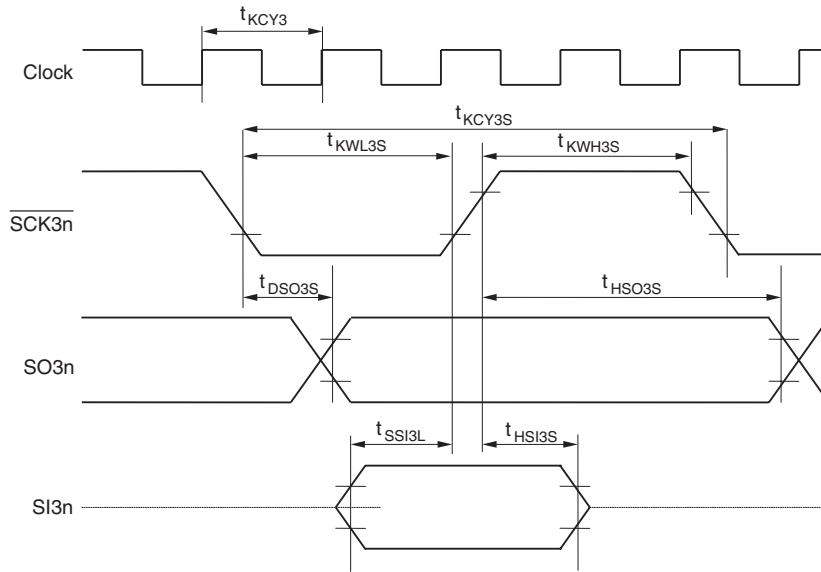 tKCY3
Clock
tKCY3S
tKWL3S
tKWH3S
SCK3n
tDSO3S
tHSO3S
SO3n
tSSI3L
tHSI3S
SI3n